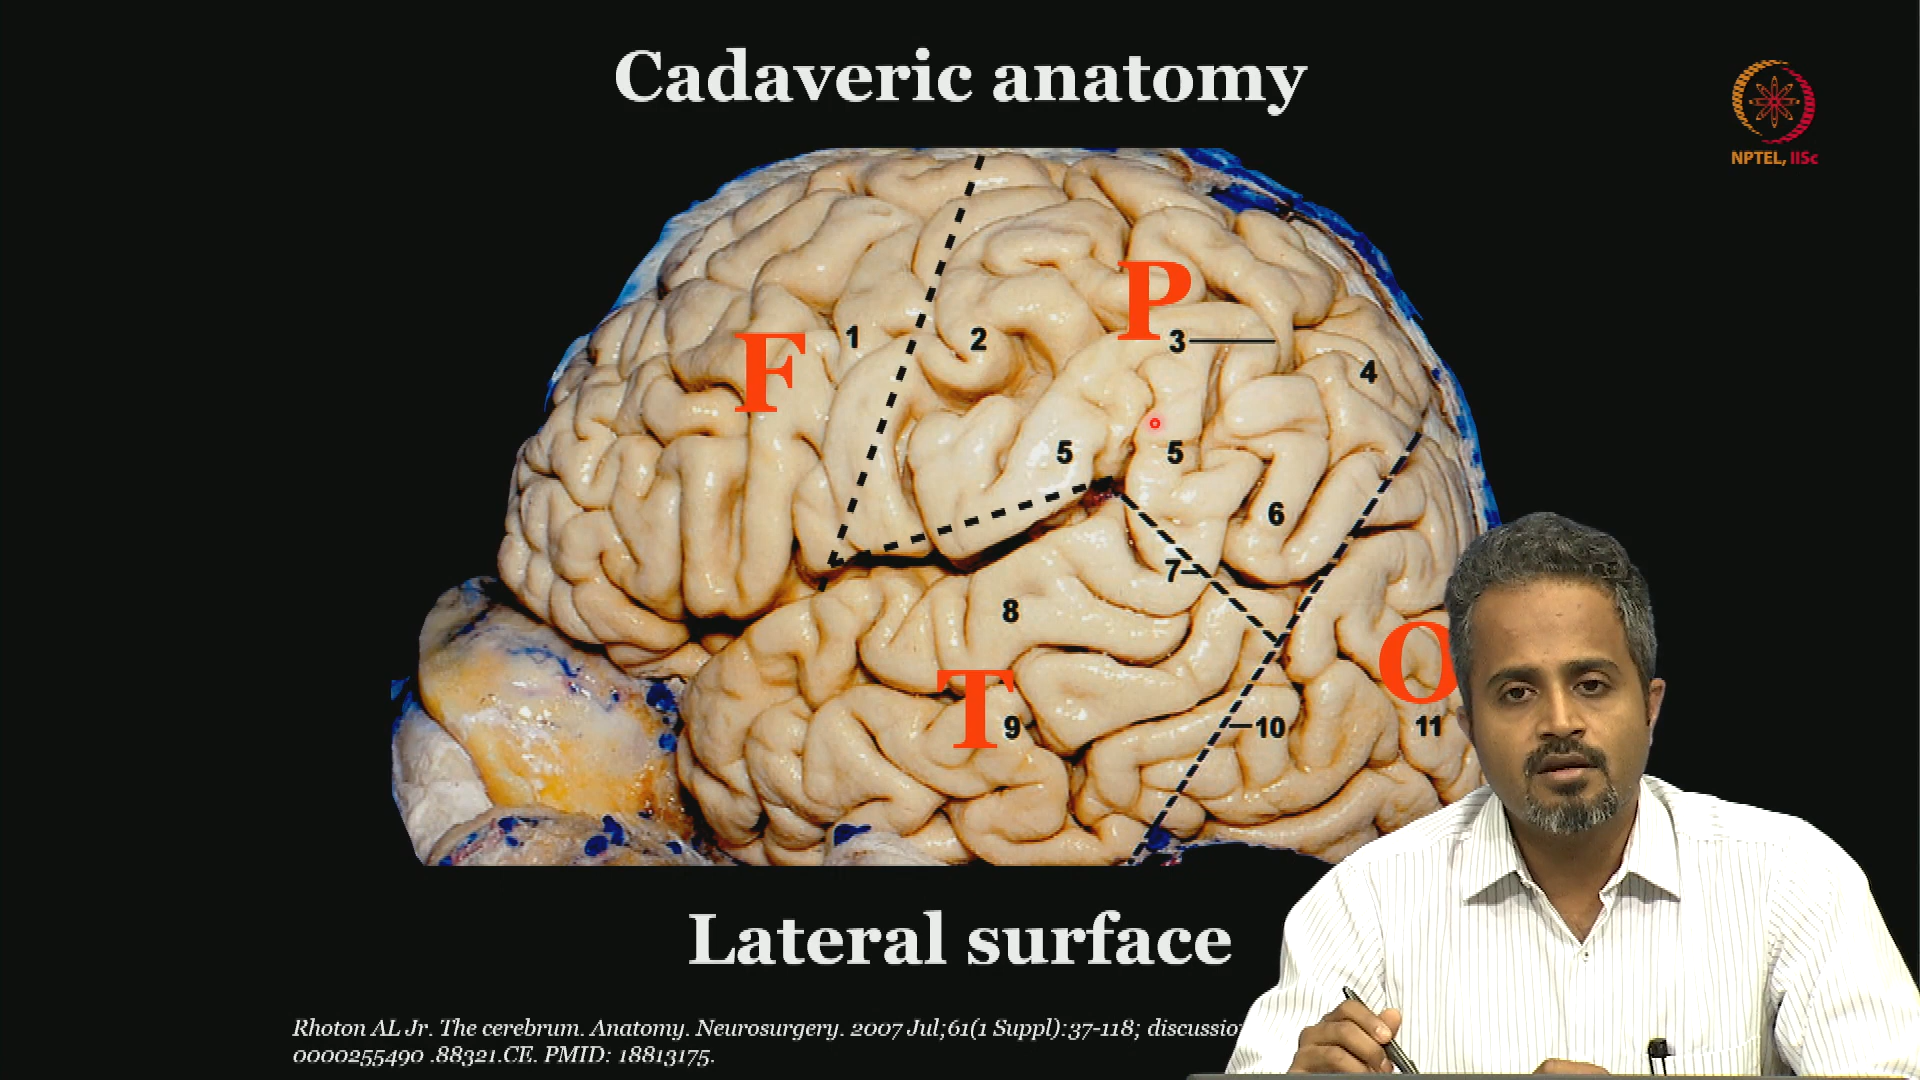 Cadaveric anatomy
NPTEL, IISc
P
F
1
2
3
4
5
5
6
7
8
O
T
9
10
11
Lateral surface
Rhoton AL Jr. The cerebrum. Anatomy. Neurosurgery. 2007 Jul;61(1 Suppl):37-118;
0000255490 .88321.CE. PMID: 18813175.